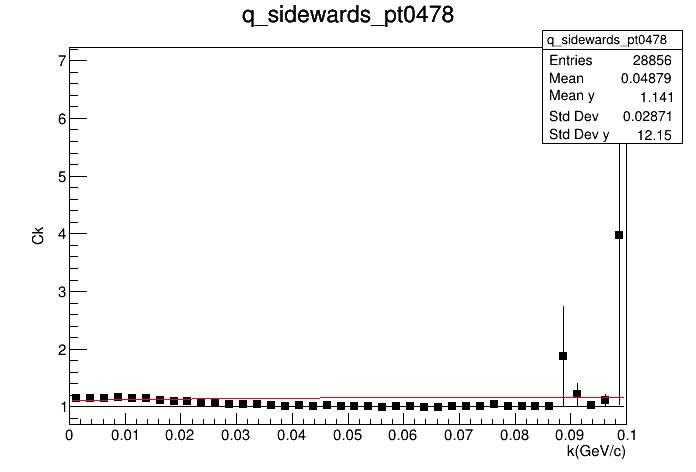 q_sidewards_pt0478
q_sidewards_pt0478
Entries 28856
Mean 0.04879
Mean y 1.141
Std Dev 0.02871
Std Dev y 12.15
Ck
7
6
5
4
3
2
1
0 0.01 0.02 0.03 0.04 0.05 0.06 0.07 0.08 0.09 0.1
k(GeV/c)